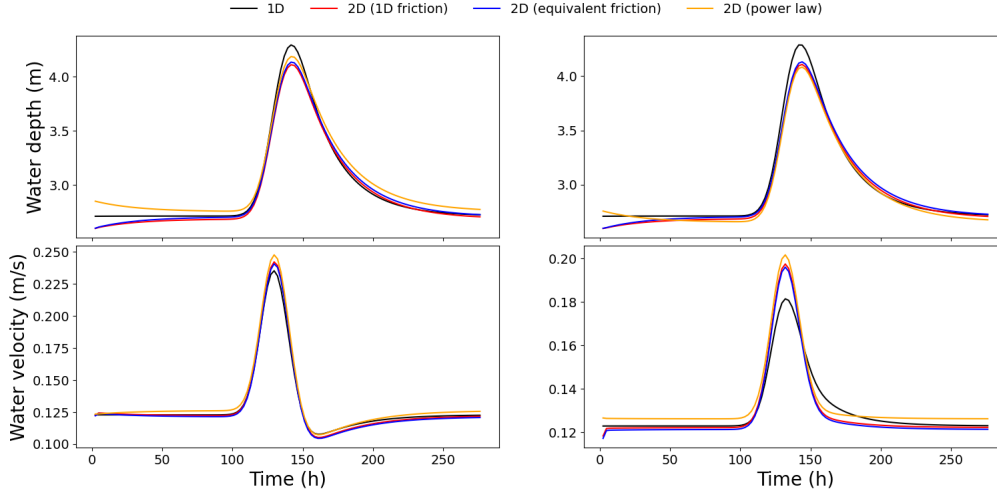 1D 2D (1D friction) 2D (equivalent friction) 2D (power law)
Water depth (m)
4.0
3.5
3.0
4.0
3.5
3.0
Water velocity (m/s)
0.250
0.225
0.200
0.175
0.150
0.125
0.100
0.20
0.18
0.16
0.14
0.12
0 50 100 150 200 250
0 50 100 150 200 250
Time (h)
Time (h)